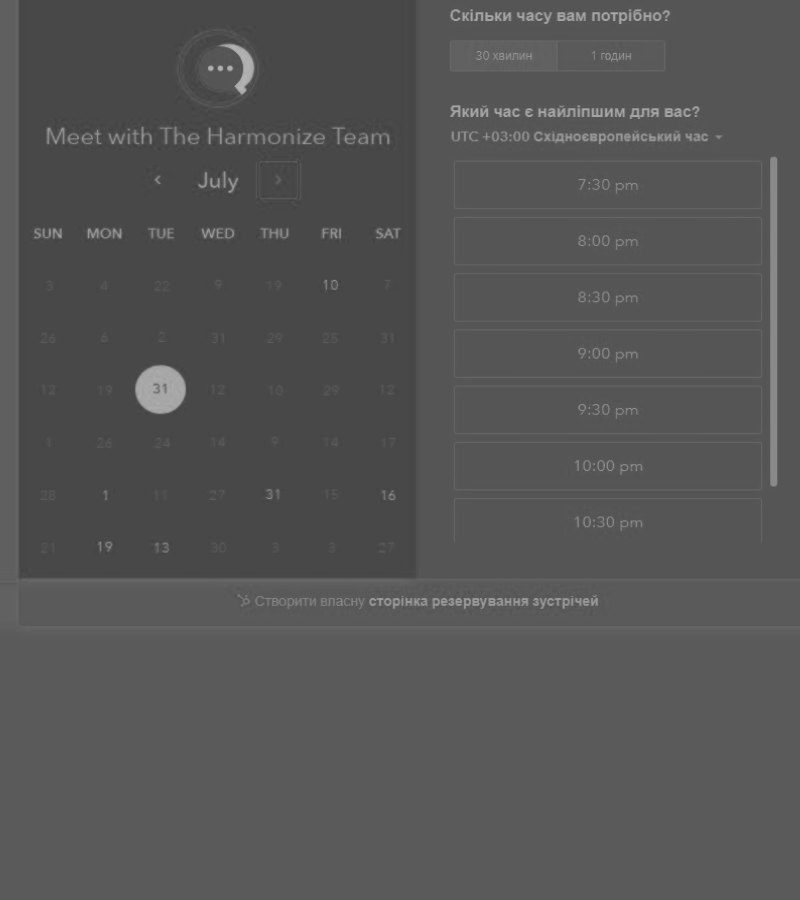 Meet with The Harmonize Team
July
SUN MON TUE WED THU FRI SAT
3 4 22 9 19 10 7
26 6 2 31 29 25 31
12 19 31 12 10 29 12
1 26 24 14 9 14 17
28 1 11 27 31 15 16
21 19 13 30 3 3 27
Скільки часу вам потрібно?
30 хвилин 1 годин
Який час є найліпшим для вас?
UTC +03:00 Східноєвропейський час
7:30 pm
8:00 pm
8:30 pm
9:00 pm
9:30 pm
10:00 pm
10:30 pm
Створити власну сторінка резервування зустрічей